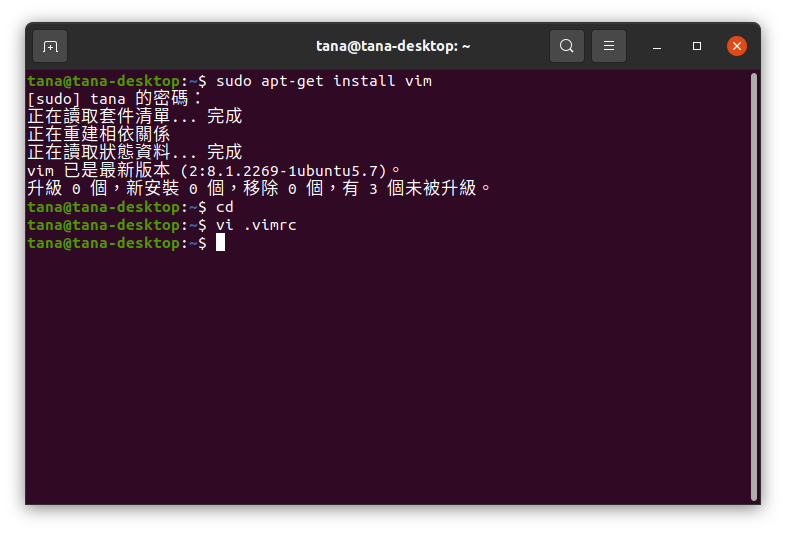 tana@tana-desktop: ~
tana@tana-desktop:~$ sudo apt-get install vim
[sudo] tana 的密碼：
正在讀取套件清單... 完成
正在重建相依關係
正在讀取狀態資料... 完成
vim 已是最新版本 (2:8.1.2269-1ubuntu5.7)。
升級 0 個，新安裝 0 個，移除 0 個，有 3 個未被升級。
tana@tana-desktop:~$ cd
tana@tana-desktop:~$ vi .vimrc
tana@tana-desktop:~$